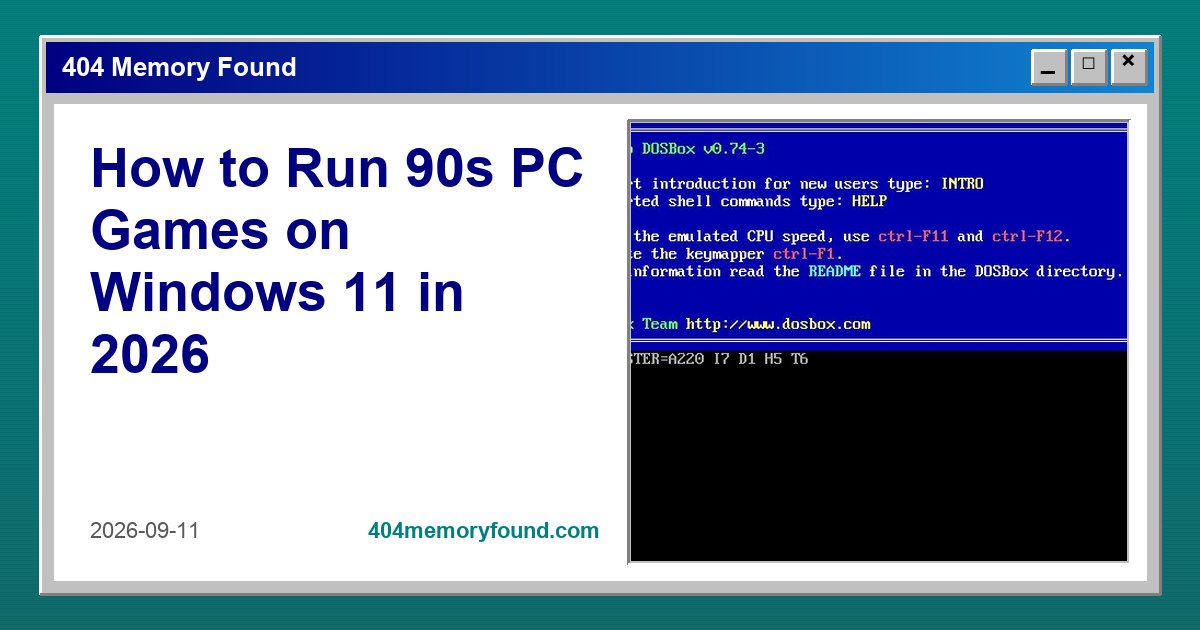 404 Memory Found
How to Run 90s PC
Games on
Windows 11 in
2026
2026-09-11
404memoryfound.com
DOSBox v0.74-3
introduction for new users type: INTRO
shell commands type: HELP
the emulated CPU speed, use ctrl-F11 and ctrl-F12.
the keymapper ctrl-F1.
read the README file in the DOSBox directory.
Team http://www.dosbox.com
STER=A220 I7 D1 H5 T6